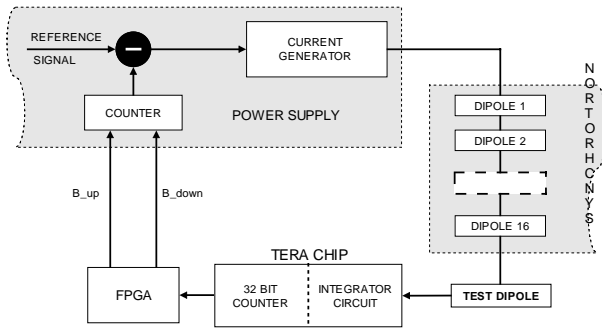 REFERENCE
SIGNAL
CURRENT
GENERATOR
COUNTER
POWER SUPPLY
NORTORHCNYS
DIPOLE 1
DIPOLE 2
DIPOLE 16
B_up
B_down
TERA CHIP
FPGA
32 BIT
COUNTER
INTEGRATOR
CIRCUIT
TEST DIPOLE